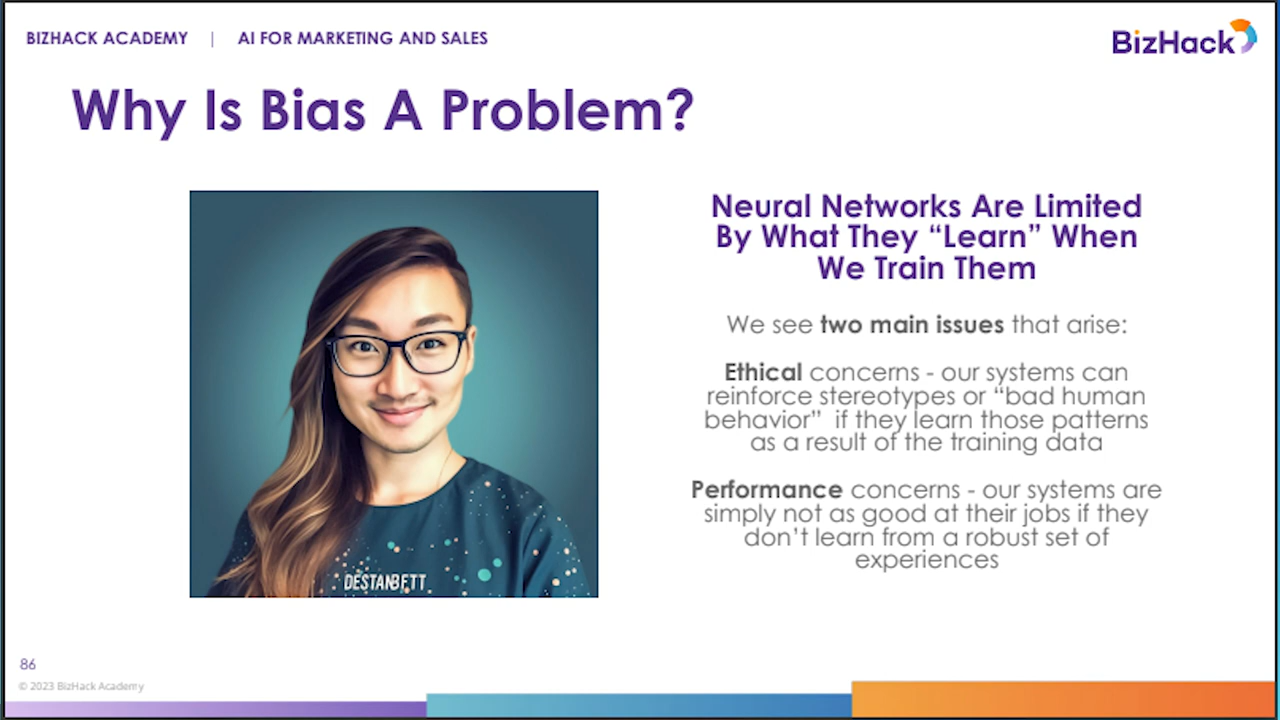 BIZHACK ACADEMY | AI FOR MARKETING AND SALES
BizHack
Why Is Bias A Problem?
Neural Networks Are Limited
By What They “Learn” When
We Train Them
We see two main issues that arise:
Ethical concerns - our systems can
reinforce stereotypes or “bad human
behavior”  if they learn those patterns
as a result of the training data
Performance concerns - our systems are
simply not as good at their jobs if they
don’t learn from a robust set of
experiences
86
© 2023 BizHack Academy